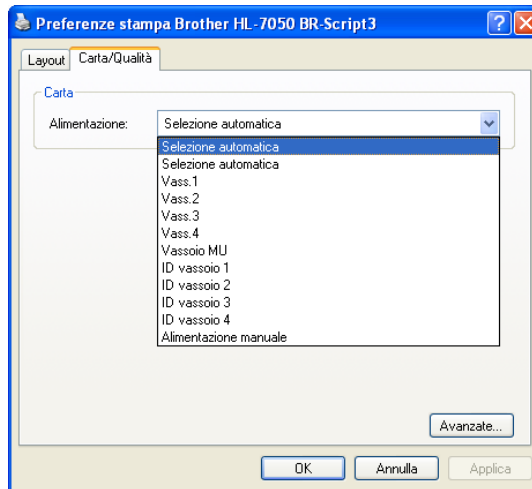 Preferenze stampa Brother HL-7050 BR-Script3
Layout Carta/Qualità
Carta
Alimentazione: Selezione automatica
Selezione automatica
Selezione automatica
Vass.1
Vass.2
Vass.3
Vass.4
Vassoio MU
ID vassoio 1
ID vassoio 2
ID vassoio 3
ID vassoio 4
Alimentazione manuale
Avanzate...
OK Annulla Applica